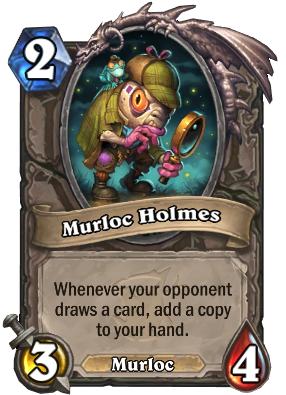 2
Murloc Holmes
Whenever your opponent
draws a card, add a copy
to your hand.
3
Murloc
4